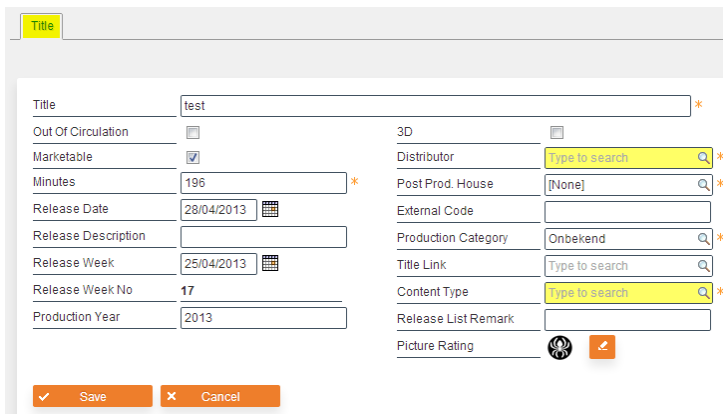 Title
Title test *
Out Of Circulation 3D
Marketable Distributor Type to search *
Minutes 196 * Post Prod. House [None] *
Release Date 28/04/2013 External Code
Release Description Production Category Onbekend *
Release Week 25/04/2013 Title Link Type to search
Release Week No 17 Content Type Type to search *
Production Year 2013 Release List Remark
Picture Rating
Save Cancel